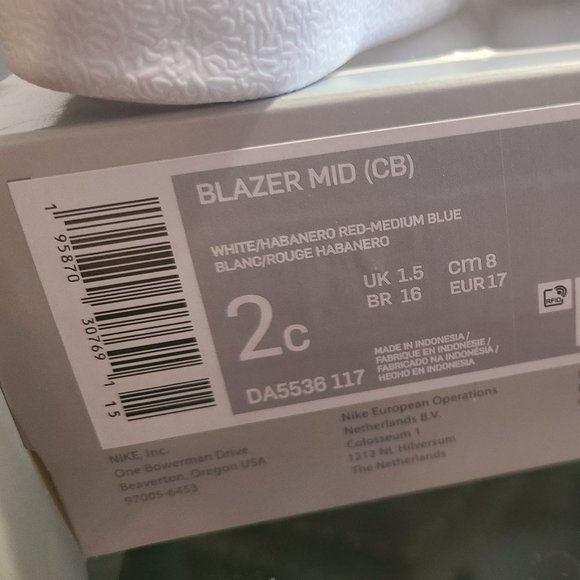 BLAZER MID (CB)
WHITE/HABANERO RED-MEDIUM BLUE
BLANC/ROUGE HABANERO
2C
UK 1.5 cm 8
BR 16 EUR 17
RFID
DA5536 117
MADE IN INDONESIA/
FABRIQUE EN INDONESIE/
FABRICADO NA INDONÉSIA/
HECHO EN INDONESIA
1 95870 30769 1 15
NIKE, Inc.
One Bowerman Drive
Beaverton, Oregon USA
97005-6453
Nike European Operations
Netherlands B.V.
Colosseum 1
1213 NL Hilversum
The Netherlands